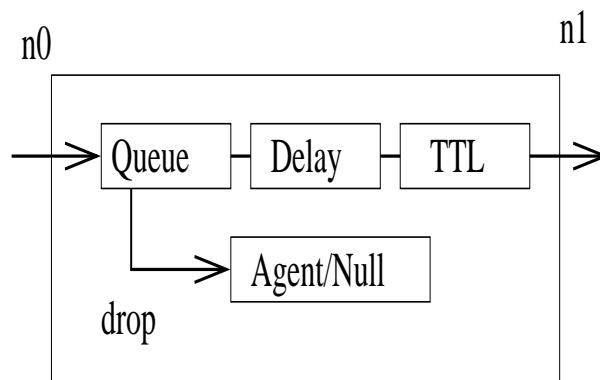 n0
n1
Queue
Delay
TTL
Agent/Null
drop